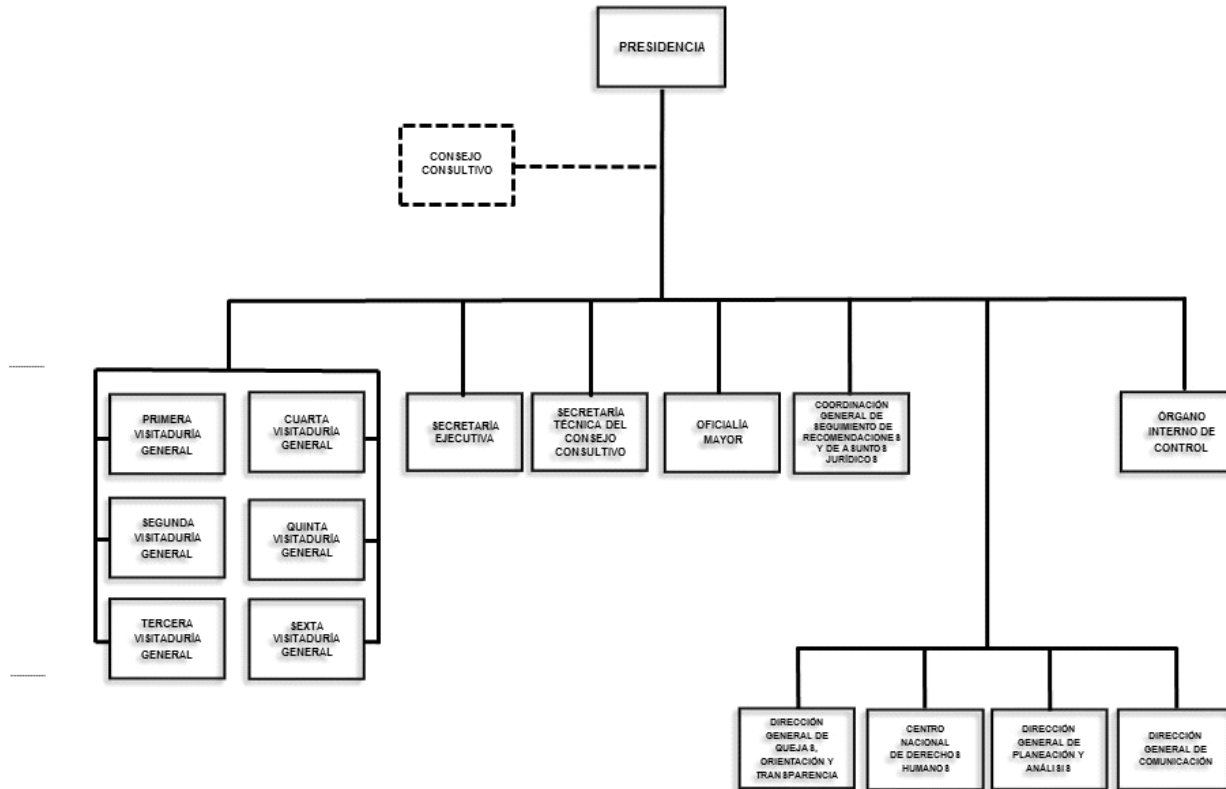 PRESIDENCIA
CONSEJO
CONSULTIVO
PRIMERA
VISITADURÍA
GENERAL
CUARTA
VISITADURÍA
GENERAL
SEGUNDA
VISITADURÍA
GENERAL
QUINTA
VISITADURÍA
GENERAL
TERCERA
VISITADURÍA
GENERAL
SEXTA
VISITADURÍA
GENERAL
SECRETARÍA
EJECUTIVA
SECRETARÍA
TÉCNICA DEL
CONSEJO
CONSULTIVO
OFICIALÍA
MAYOR
COORDINACIÓN
GENERAL DE
SEGUIMIENTO DE
RECOMENDACIONES
Y DE ASUNTOS
JURÍDICOS
ÓRGANO
INTERNO DE
CONTROL
DIRECCIÓN
GENERAL DE
QUEJAS,
ORIENTACIÓN Y
TRANSPARENCIA
CENTRO
NACIONAL
DE DERECHOS
HUMANOS
DIRECCIÓN
GENERAL DE
PLANEACIÓN Y
ANÁLISIS
DIRECCIÓN
GENERAL DE
COMUNICACIÓN